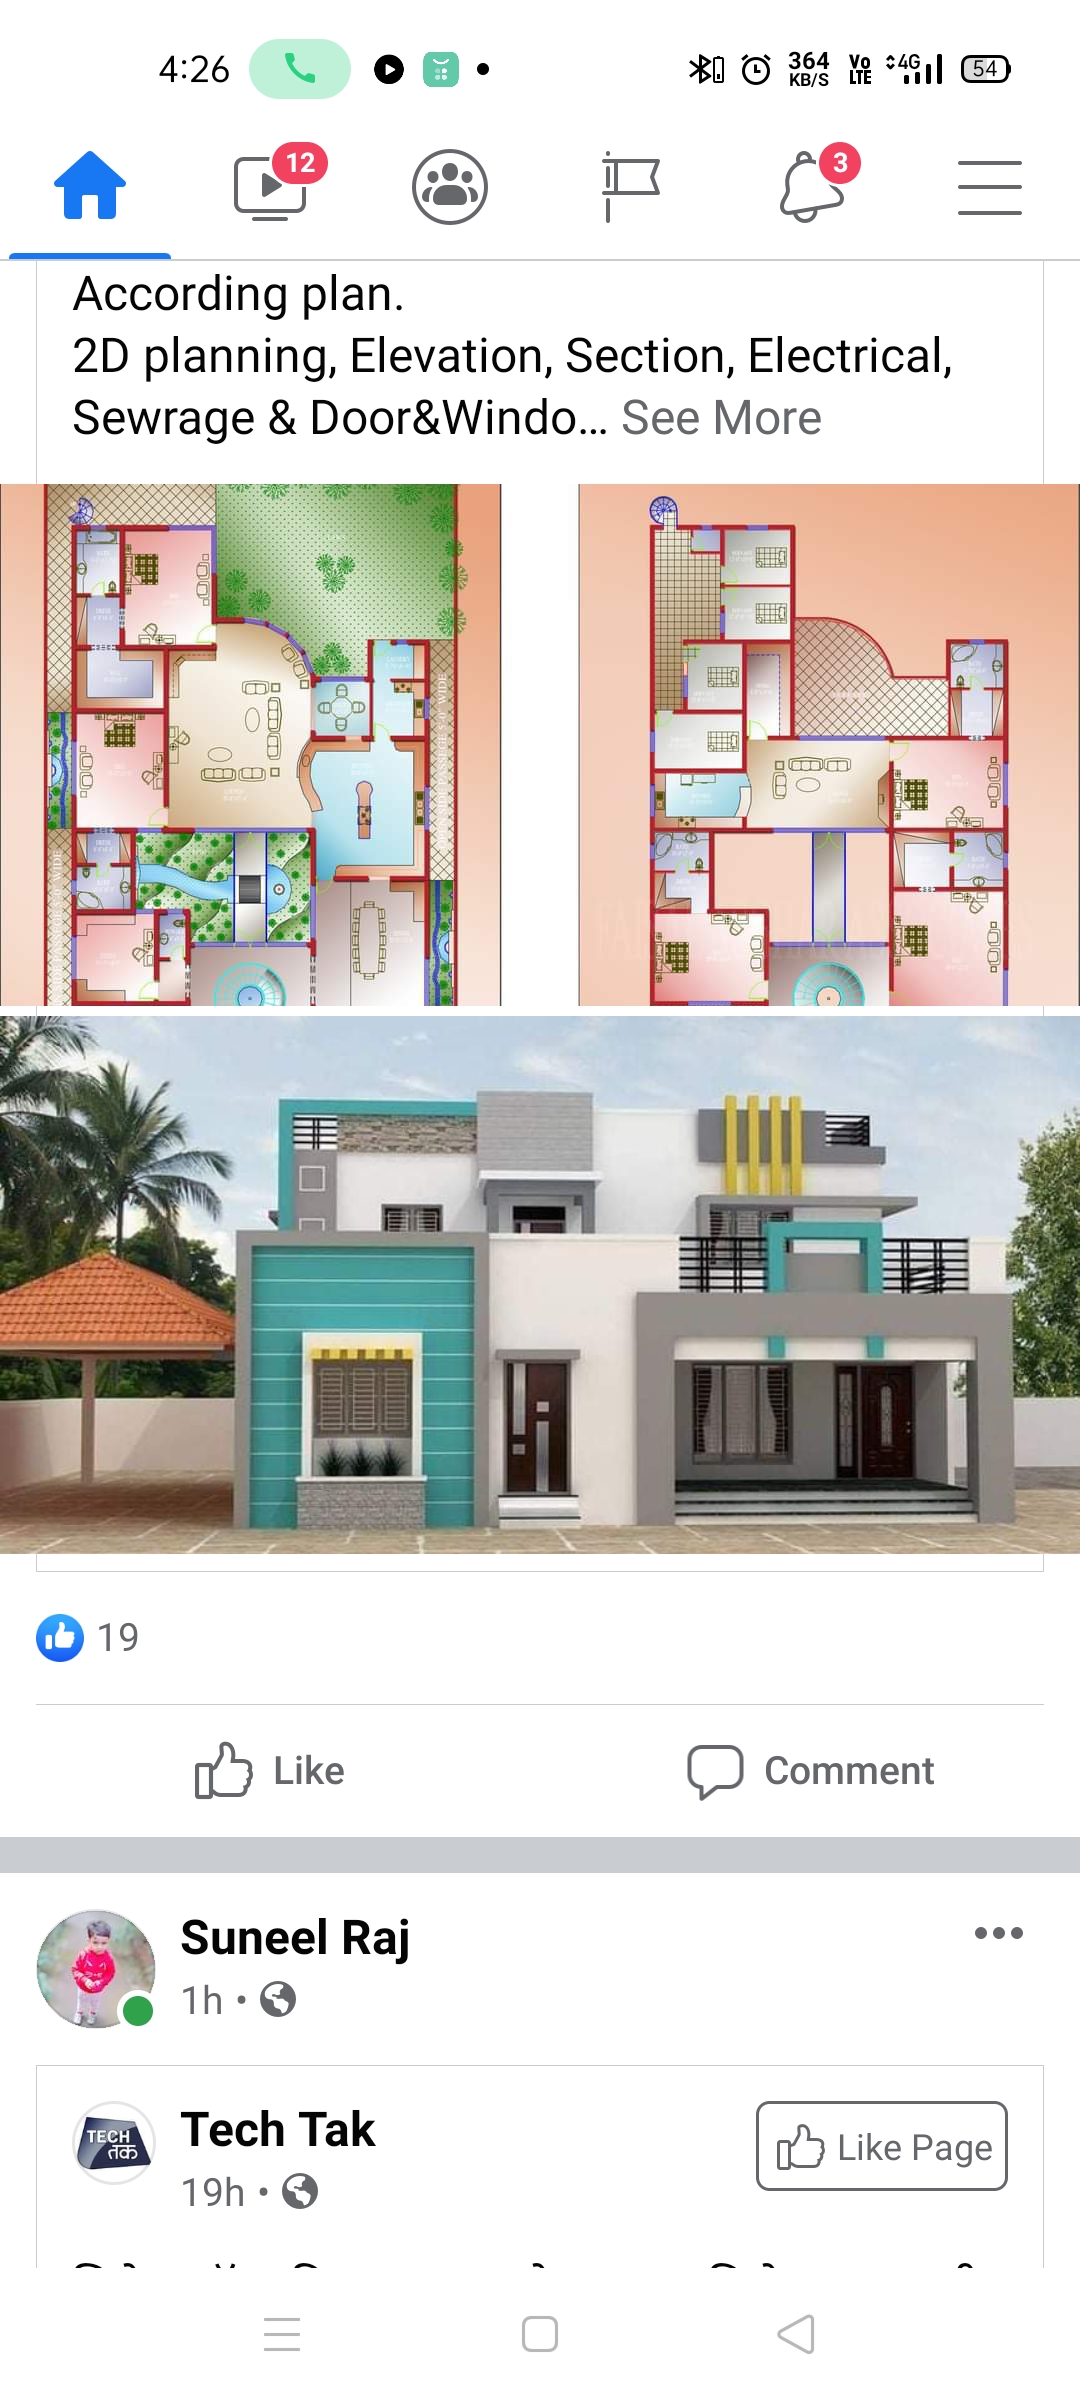 4:26
364
KB/S
Vo
LTE
4G
54
12
3
According plan.
2D planning, Elevation, Section, Electrical,
Sewrage & Door&Windo... See More
19
Like
Comment
Suneel Raj
1h •
Tech Tak
TECH
तक
19h •
Like Page